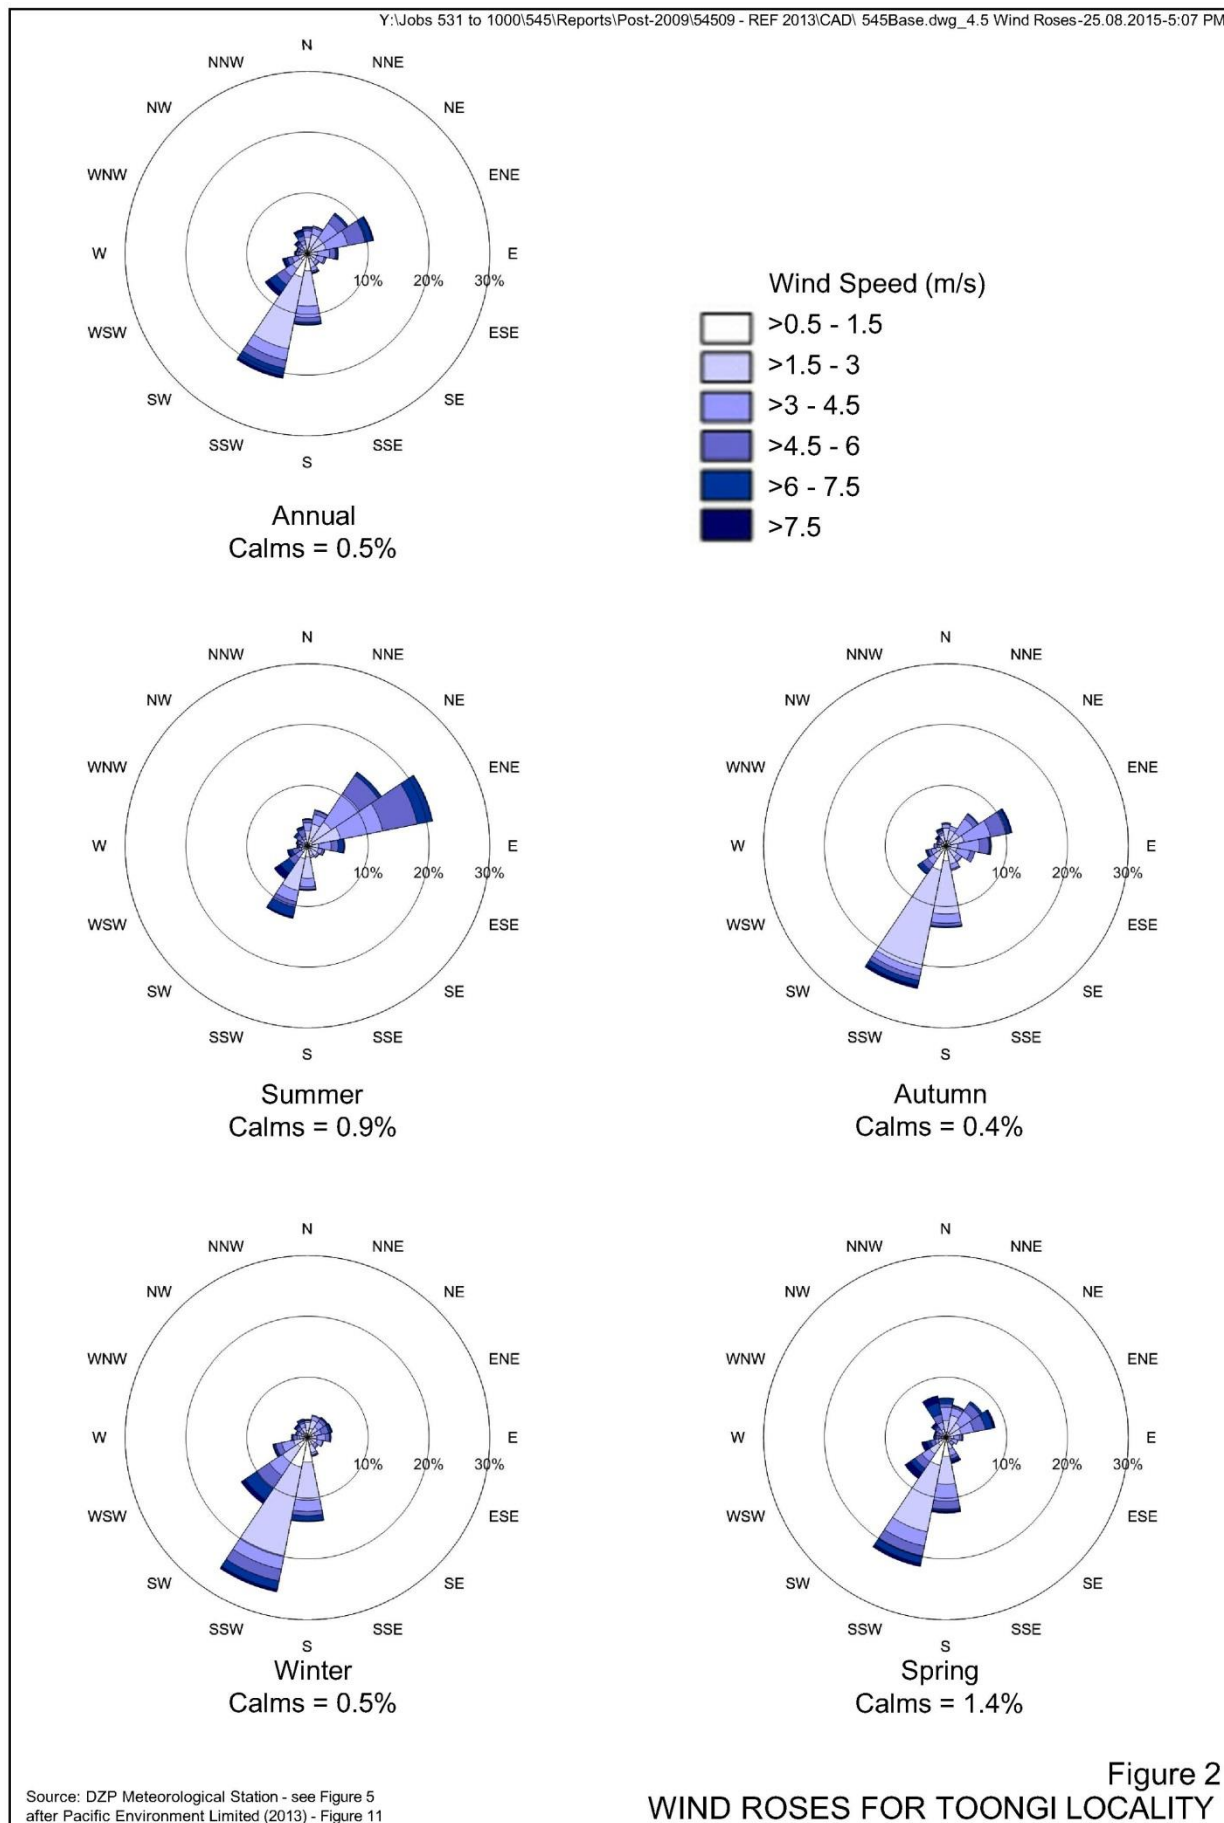 Y:\Jobs 531 to 1000\545\Reports\Post-2009\54509 - REF 2013\CAD\ 545Base.dwg_4.5 Wind Roses-25.08.2015-5:07 PM
N
NNW NNE
NW NE
WNW ENE
W E
10% 20% 30%
WSW ESE
SW SE
SSW SSE
S
Annual
Calms = 0.5%
Wind Speed (m/s)
>0.5 - 1.5
>1.5 - 3
>3 - 4.5
>4.5 - 6
>6 - 7.5
>7.5
N
NNW NNE
NW NE
WNW ENE
W E
10% 20% 30%
WSW ESE
SW SE
SSW SSE
S
Summer
Calms = 0.9%
N
NNW NNE
NW NE
WNW ENE
W E
10% 20% 30%
WSW ESE
SW SE
SSW SSE
S
Autumn
Calms = 0.4%
N
NNW NNE
NW NE
WNW ENE
W E
10% 20% 30%
WSW ESE
SW SE
SSW SSE
S
Winter
Calms = 0.5%
N
NNW NNE
NW NE
WNW ENE
W E
10% 20% 30%
WSW ESE
SW SE
SSW SSE
S
Spring
Calms = 1.4%
Source: DZP Meteorological Station - see Figure 5
after Pacific Environment Limited (2013) - Figure 11
Figure 2
WIND ROSES FOR TOONGI LOCALITY